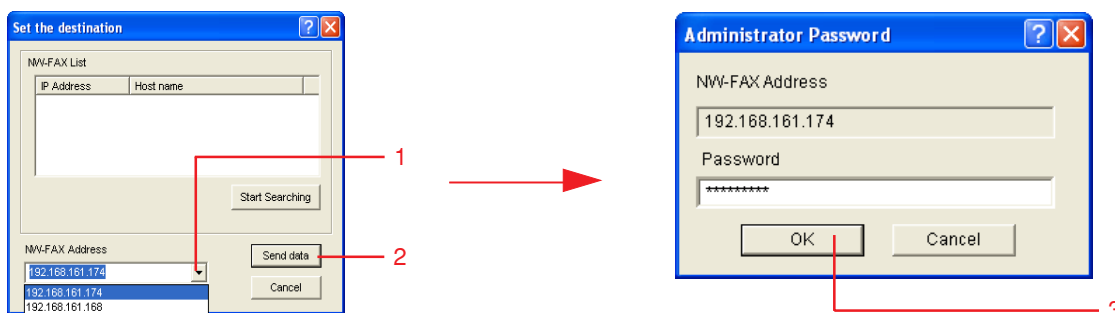 Set the destination
NW-FAX List
IP Address Host name
1
Start Searching
NW-FAX Address
Send data
2
192.168.161.174
Cancel
192.168.161.174
192.168.161.168
Administrator Password
NW-FAX Address
192.168.161.174
Password
*********
OK Cancel